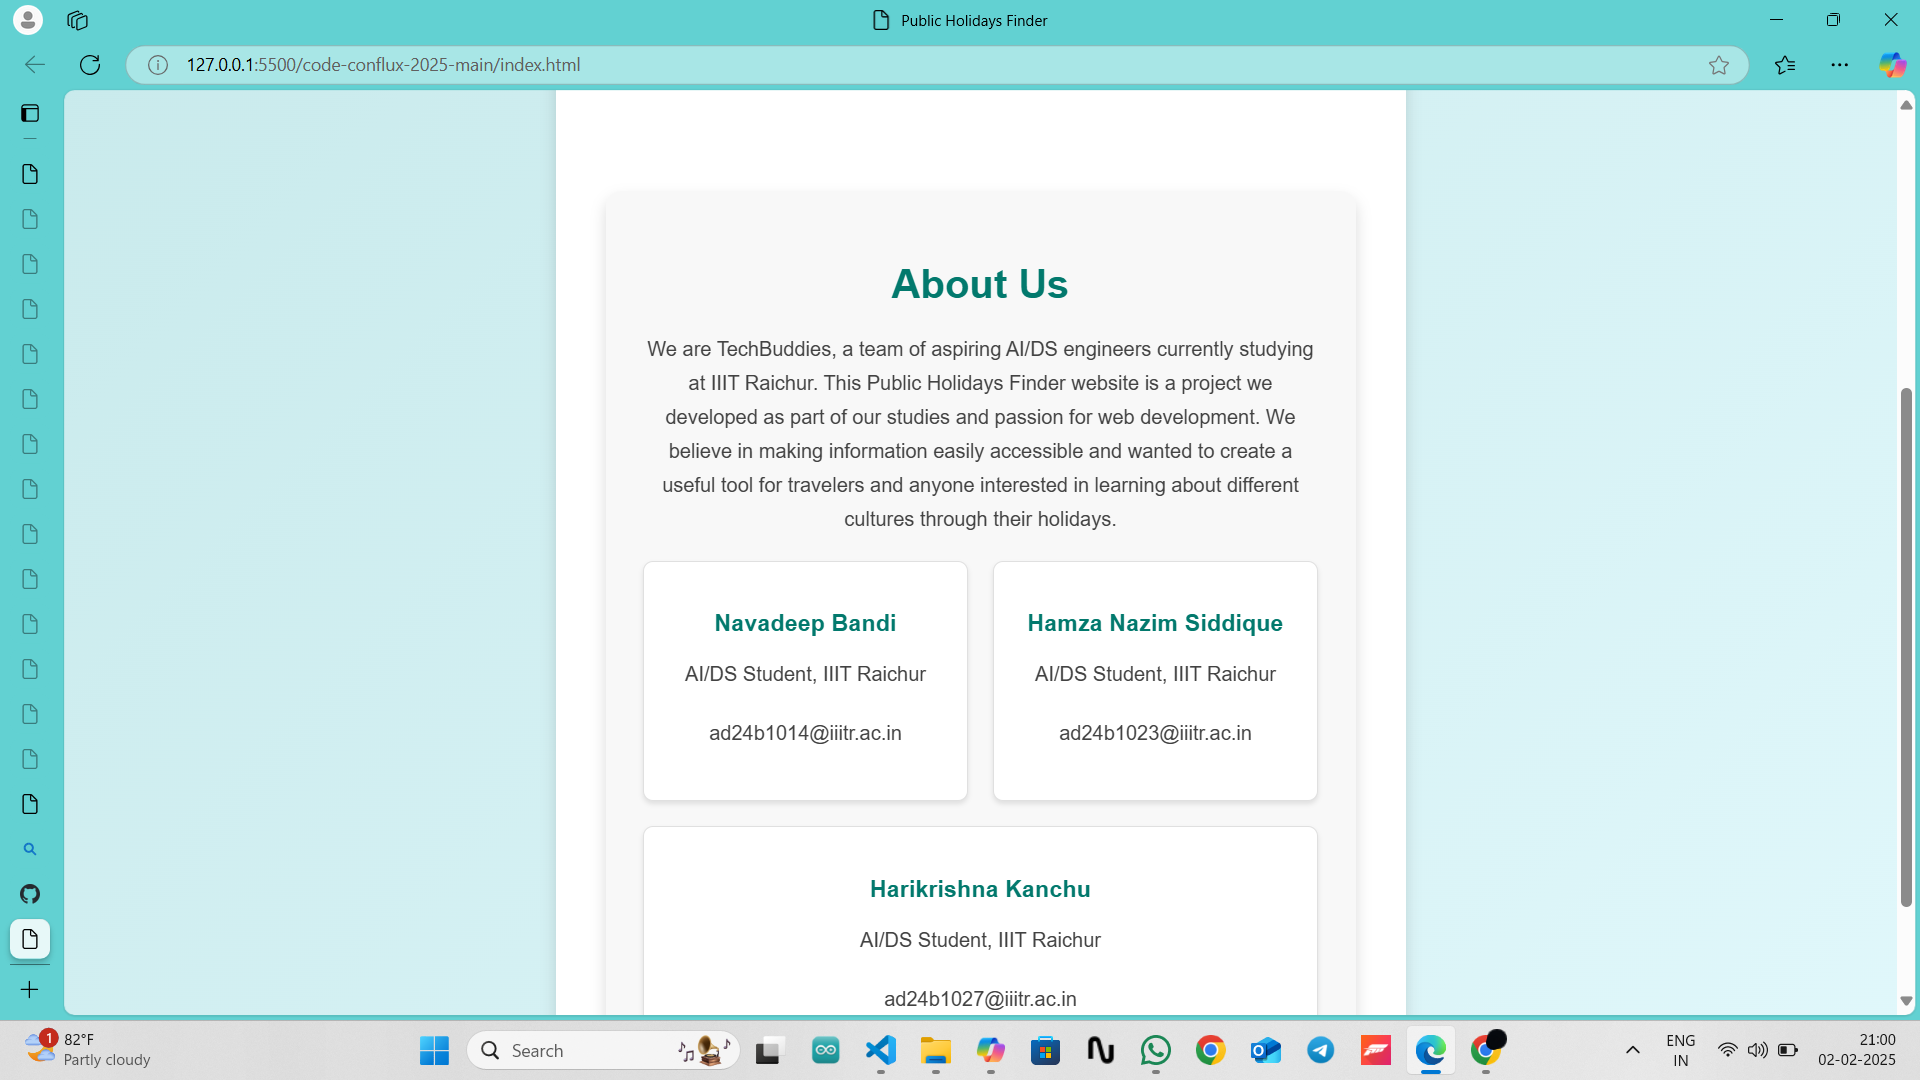 Public Holidays Finder
127.0.0.1:5500/code-conflux-2025-main/index.html
About Us
We are TechBuddies, a team of aspiring AI/DS engineers currently studying
at IIIT Raichur. This Public Holidays Finder website is a project we
developed as part of our studies and passion for web development. We
believe in making information easily accessible and wanted to create a
useful tool for travelers and anyone interested in learning about different
cultures through their holidays.
Navadeep Bandi
AI/DS Student, IIIT Raichur
ad24b1014@iiitr.ac.in
Hamza Nazim Siddique
AI/DS Student, IIIT Raichur
ad24b1023@iiitr.ac.in
Harikrishna Kanchu
AI/DS Student, IIIT Raichur
ad24b1027@iiitr.ac.in
1
82°F
Partly cloudy
Search
ENG
IN
21:00
02-02-2025